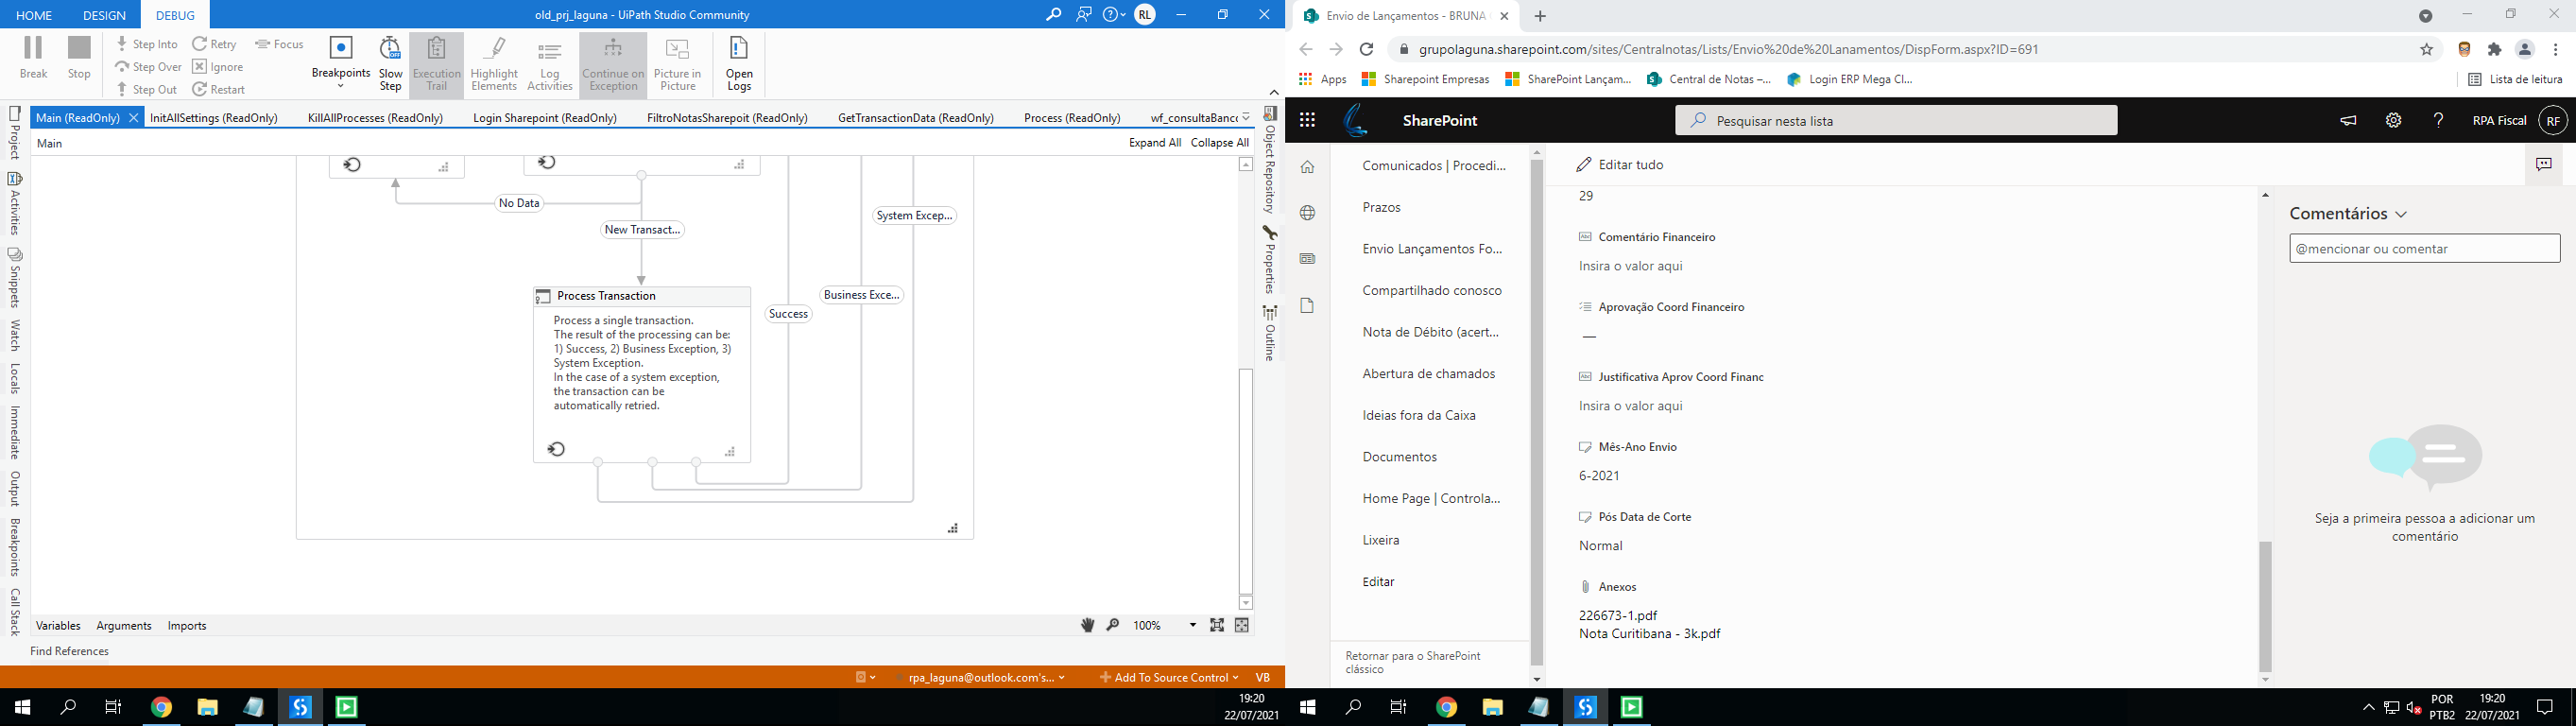 HOME
DESIGN
DEBUG
old_prj_laguna - UiPath Studio Community
RL
Break
Stop
Step Into
Step Over
Step Out
Retry
Ignore
Restart
Focus
Breakpoints
Slow
Step
Execution
Trail
Highlight
Elements
Log
Activities
Continue on
Exception
Picture in
Picture
Open
Logs
Main (ReadOnly)
InitAllSettings (ReadOnly)
KillAllProcesses (ReadOnly)
Login Sharepoint (ReadOnly)
FiltroNotasSharepoit (ReadOnly)
GetTransactionData (ReadOnly)
Process (ReadOnly)
wf_consultaBanco
Main
Expand All
Collapse All
Project
Activities
Snippets
Watch
Locals
Immediate
Output
Breakpoints
Call Stack
No Data
New Transact...
System Excep...
Business Exce...
Success
Process Transaction
Process a single transaction.
The result of the processing can be:
1) Success, 2) Business Exception, 3)
System Exception.
In the case of a system exception,
the transaction can be
automatically retried.
Object Repository
Properties
Outline
Variables
Arguments
Imports
100%
Find References
rpa_laguna@outlook.com's...
Add To Source Control
VB
19:20
22/07/2021
Envio de Lançamentos - BRUNA
grupolaguna.sharepoint.com/sites/Centralnotas/Lists/Envio%20de%20Lanamentos/DispForm.aspx?ID=691
Apps
Sharepoint Empresas
SharePoint Lançam...
Central de Notas –...
Login ERP Mega Cl...
Lista de leitura
SharePoint
Pesquisar nesta lista
RPA Fiscal
RF
Comunicados | Procedi...
Prazos
Envio Lançamentos Fo...
Compartilhado conosco
Nota de Débito (acert...
Abertura de chamados
Ideias fora da Caixa
Documentos
Home Page | Controla...
Lixeira
Editar
Retornar para o SharePoint
clássico
Editar tudo
29
Comentário Financeiro
Insira o valor aqui
Aprovação Coord Financeiro
—
Justificativa Aprov Coord Financ
Insira o valor aqui
Mês-Ano Envio
6-2021
Pós Data de Corte
Normal
Anexos
226673-1.pdf
Nota Curitibana - 3k.pdf
Comentários
@mencionar ou comentar
Seja a primeira pessoa a adicionar um
comentário
POR
PTB2
19:20
22/07/2021